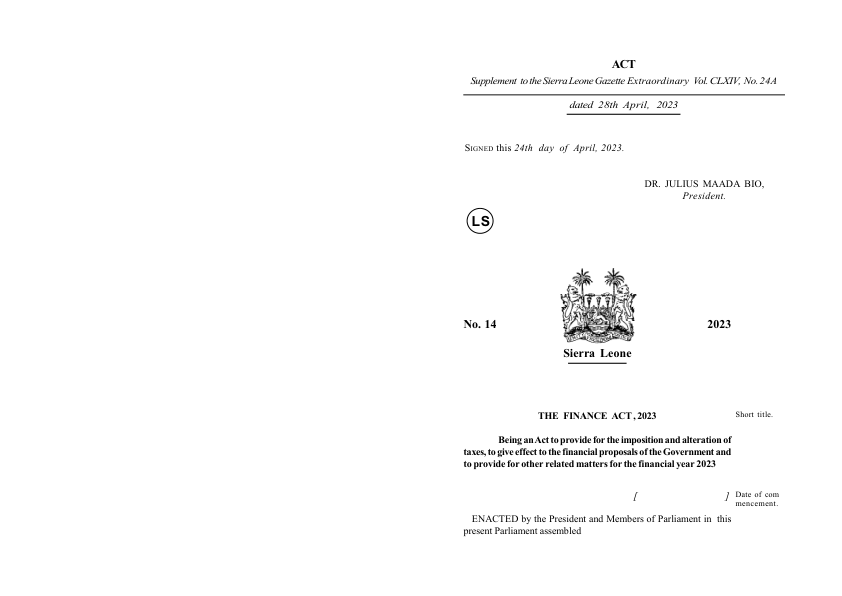 ACT
Supplement to the Sierra Leone Gazette Extraordinary Vol. CLXIV, No. 24A
dated 28th April, 2023
SIGNED this 24th day of April, 2023.
DR. JULIUS MAADA BIO,
President.
LS
No. 14
2023
Sierra Leone
THE FINANCE ACT, 2023
Short title.
Being an Act to provide for the imposition and alteration of
taxes, to give effect to the financial proposals of the Government and
to provide for other related matters for the financial year 2023
[ ]
Date of com
mencement.
ENACTED by the President and Members of Parliament in this
present Parliament assembled